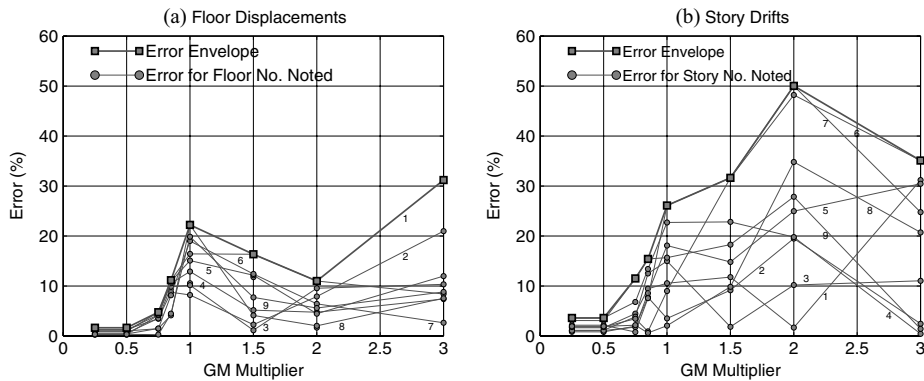 (a) Floor Displacements
60
50
40
30
20
10
0
Error (%)
Error Envelope
Error for Floor No. Noted
1
2
3
4
5
6
7
8
9
0 0.5 1 1.5 2 2.5 3
GM Multiplier
(b) Story Drifts
60
50
40
30
20
10
0
Error (%)
Error Envelope
Error for Story No. Noted
7
6
5
8
9
2
3
1
4
0 0.5 1 1.5 2 2.5 3
GM Multiplier